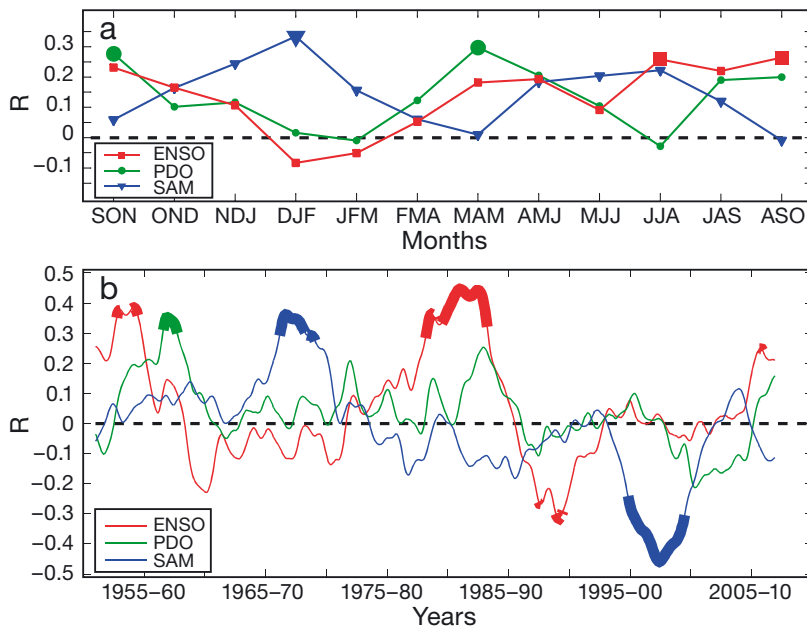 a
0.3
0.2
0.1
0
−0.1
R
ENSO
PDO
SAM
SON OND NDJ DJF JFM FMA MAM AMJ MJJ JJA JAS ASO
Months
b
0.5
0.4
0.3
0.2
0.1
0
−0.1
−0.2
−0.3
−0.4
−0.5
R
ENSO
PDO
SAM
1955−60 1965−70 1975−80 1985−90 1995−00 2005−10
Years